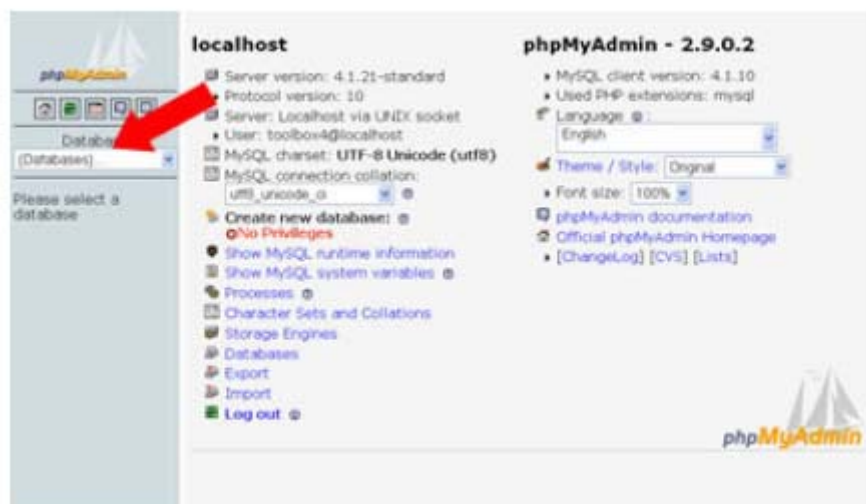 phpMyAdmin
Database
(Databases) ...
Please select a
database
localhost
Server version: 4.1.21-standard
Protocol version: 10
Server: Localhost via UNIX socket
User: toolbox4@localhost
MySQL charset: UTF-8 Unicode (utf8)
MySQL connection collation:
utf8_unicode_ci
Create new database:
No Privileges
Show MySQL runtime information
Show MySQL system variables
Processes
Character Sets and Collations
Storage Engines
Databases
Export
Import
Log out
phpMyAdmin - 2.9.0.2
MySQL client version: 4.1.10
Used PHP extensions: mysql
Language :
English
Theme / Style: Original
Font size: 100%
phpMyAdmin documentation
Official phpMyAdmin Homepage
[ChangeLog] [CVS] [Lists]
phpMyAdmin